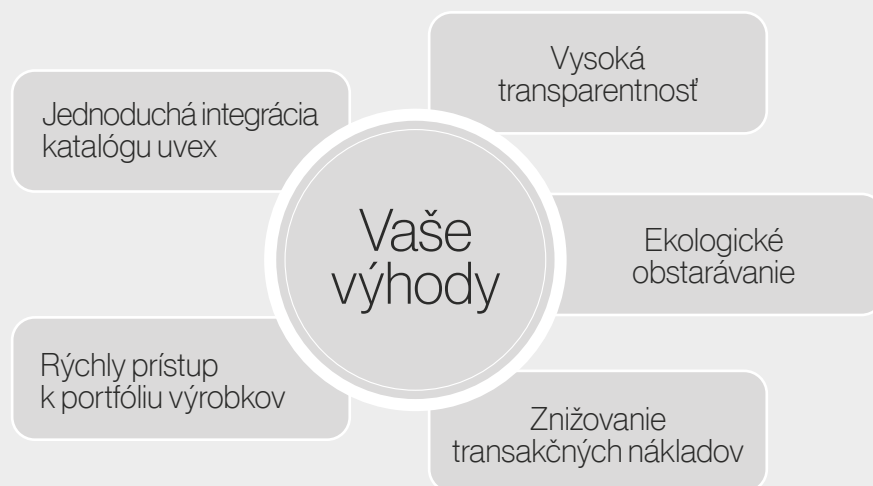 Vysoká
transparentnosť
Jednoduchá integrácia
katalógu uvex
Vaše
výhody
Ekologické
obstarávanie
Rýchly prístup
k portfóliu výrobkov
Znižovanie
transakčných nákladov